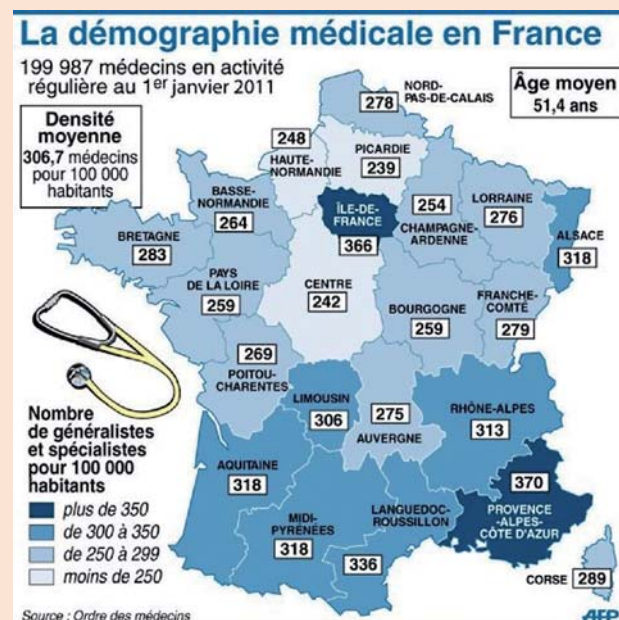 La démographie médicale en France
199 987 médecins en activité
régulière au 1er janvier 2011
Âge moyen
51,4 ans
Densité
moyenne
306,7 médecins
pour 100 000
habitants
278
NORD-
PAS-DE-CALAIS
248
HAUTE-
NORMANDIE
PICARDIE
239
BASSE-
NORMANDIE
264
ÎLE-DE-
FRANCE
366
254
CHAMPAGNE-
ARDENNE
LORRAINE
276
ALSACE
318
BRETAGNE
283
PAYS
DE LA LOIRE
259
CENTRE
242
BOURGOGNE
259
FRANCHE-
COMTÉ
279
269
POITOU-
CHARENTES
LIMOUSIN
306
275
AUVERGNE
RHÔNE-ALPES
313
AQUITAINE
318
MIDI-
PYRÉNÉES
318
LANGUEDOC-
ROUSSILLON
336
370
PROVENCE
-ALPES-
CÔTE D'AZUR
CORSE
289
Nombre
de généralistes
et spécialistes
pour 100 000
habitants
plus de 350
de 300 à 350
de 250 à 299
moins de 250
Source : Ordre des médecins
AFP